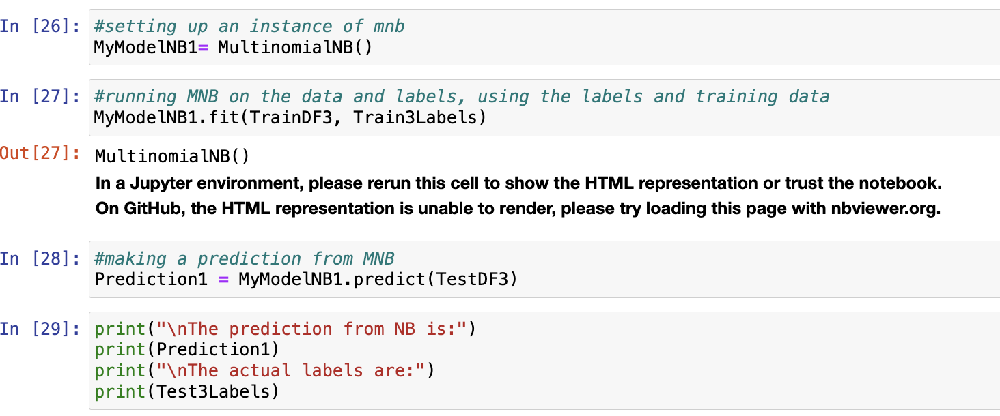 In [26]: #setting up an instance of mnb
MyModelNB1= MultinomialNB()
In [27]: #running MNB on the data and labels, using the labels and training data
MyModelNB1.fit(TrainDF3, Train3Labels)
Out[27]: MultinomialNB()
In a Jupyter environment, please rerun this cell to show the HTML representation or trust the notebook.
On GitHub, the HTML representation is unable to render, please try loading this page with nbviewer.org.
In [28]: #making a prediction from MNB
Prediction1 = MyModelNB1.predict(TestDF3)
In [29]: print("\nThe prediction from NB is:")
print(Prediction1)
print("\nThe actual labels are:")
print(Test3Labels)